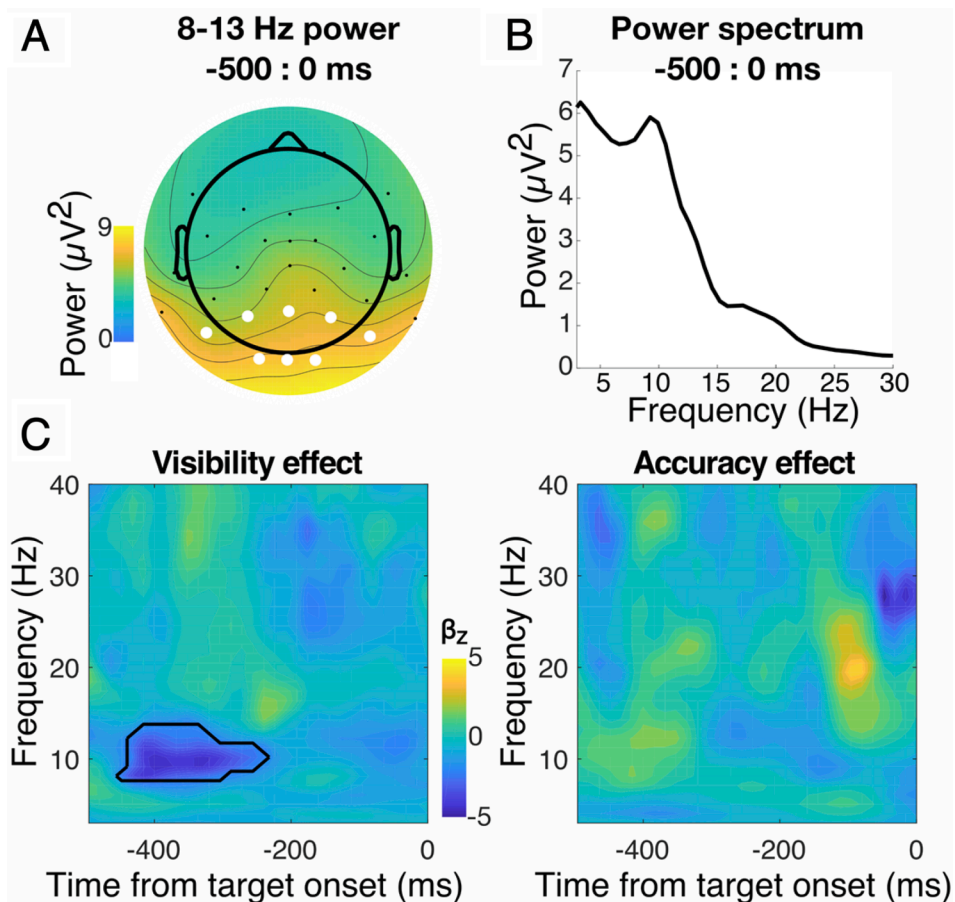 A
8-13 Hz power
-500 : 0 ms
Power (µV²)
9
0
B
Power spectrum
-500 : 0 ms
Power (µV²)
7
6
5
4
3
2
1
0
5 10 15 20 25 30
Frequency (Hz)
C
Visibility effect
Frequency (Hz)
40
30
20
10
-400 -200 0
Time from target onset (ms)
βz
5
0
-5
Accuracy effect
Frequency (Hz)
40
30
20
10
-400 -200 0
Time from target onset (ms)